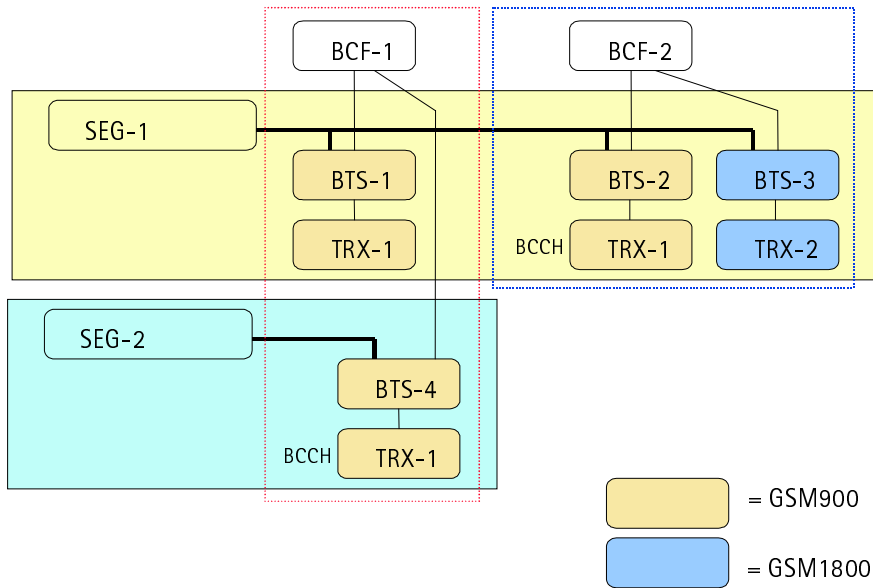 BCF-1
BCF-2
SEG-1
BTS-1
BTS-2
BTS-3
BCCH
TRX-1
TRX-1
TRX-2
SEG-2
BTS-4
BCCH
TRX-1
= GSM900
= GSM1800